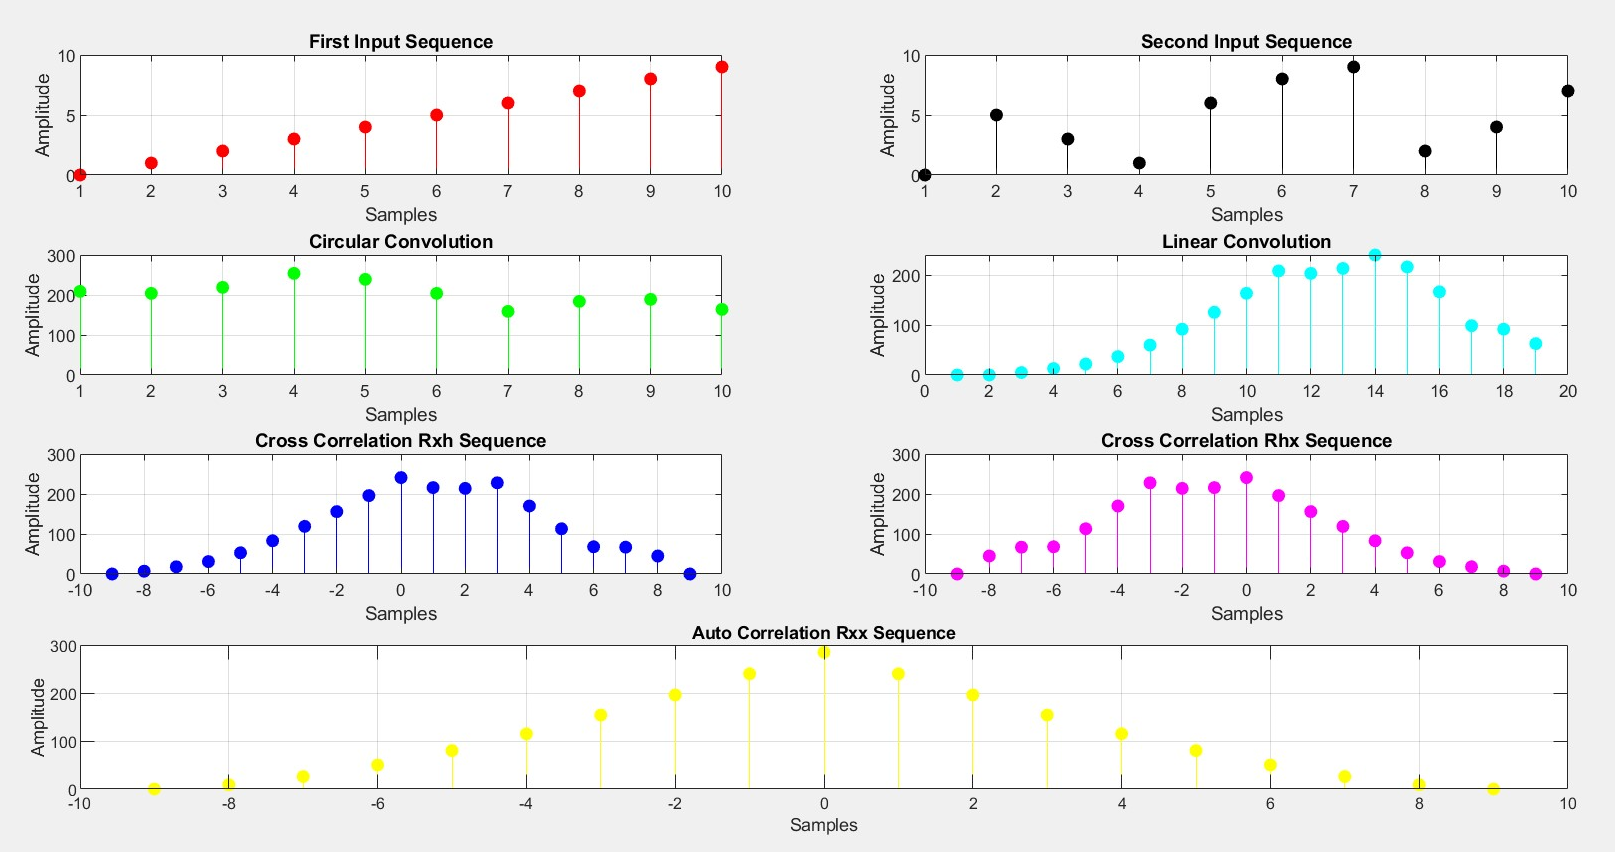 First Input Sequence
10
5
0
Amplitude
1 2 3 4 5 6 7 8 9 10
Samples
Second Input Sequence
10
5
0
Amplitude
1 2 3 4 5 6 7 8 9 10
Samples
Circular Convolution
300
200
100
0
Amplitude
1 2 3 4 5 6 7 8 9 10
Samples
Linear Convolution
200
100
0
Amplitude
0 2 4 6 8 10 12 14 16 18 20
Samples
Cross Correlation Rxh Sequence
300
200
100
0
Amplitude
-10 -8 -6 -4 -2 0 2 4 6 8 10
Samples
Cross Correlation Rhx Sequence
300
200
100
0
Amplitude
-10 -8 -6 -4 -2 0 2 4 6 8 10
Samples
Auto Correlation Rxx Sequence
300
200
100
0
Amplitude
-10 -8 -6 -4 -2 0 2 4 6 8 10
Samples